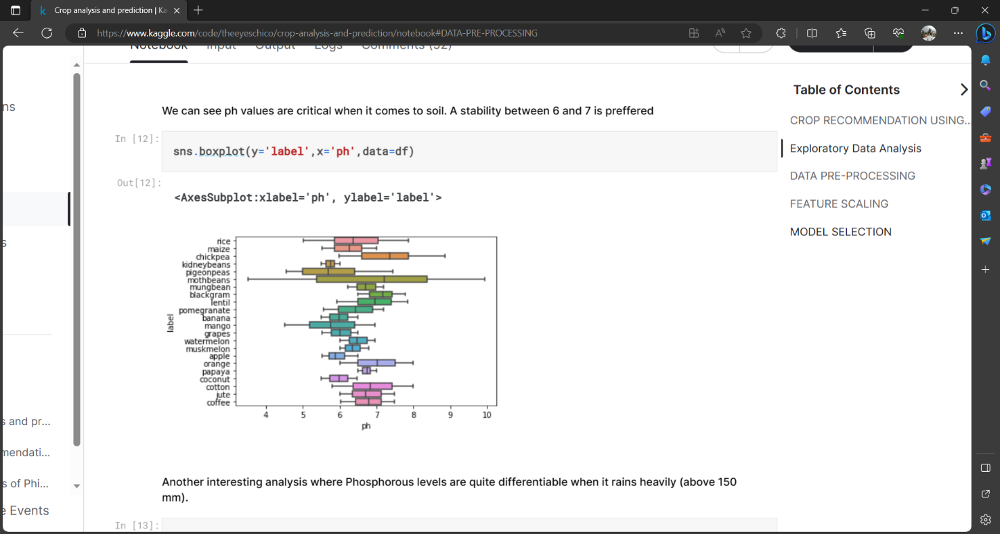 Crop analysis and prediction | Ka
https://www.kaggle.com/code/theeyeschico/crop-analysis-and-prediction/notebook#DATA-PRE-PROCESSING
Notebook Input Output Logs Comments (32)
ns
s
s and pr...
mendati...
s of Phi...
e Events
We can see ph values are critical when it comes to soil. A stability between 6 and 7 is preffered
In [12]:
sns.boxplot(y='label',x='ph',data=df)
Out[12]:
<AxesSubplot:xlabel='ph', ylabel='label'>
label
rice
maize
chickpea
kidneybeans
pigeonpeas
mothbeans
mungbean
blackgram
lentil
pomegranate
banana
mango
grapes
watermelon
muskmelon
apple
orange
papaya
coconut
cotton
jute
coffee
4 5 6 7 8 9 10
ph
Another interesting analysis where Phosphorous levels are quite differentiable when it rains heavily (above 150
mm).
In [13]:
Table of Contents
CROP RECOMMENDATION USING...
Exploratory Data Analysis
DATA PRE-PROCESSING
FEATURE SCALING
MODEL SELECTION